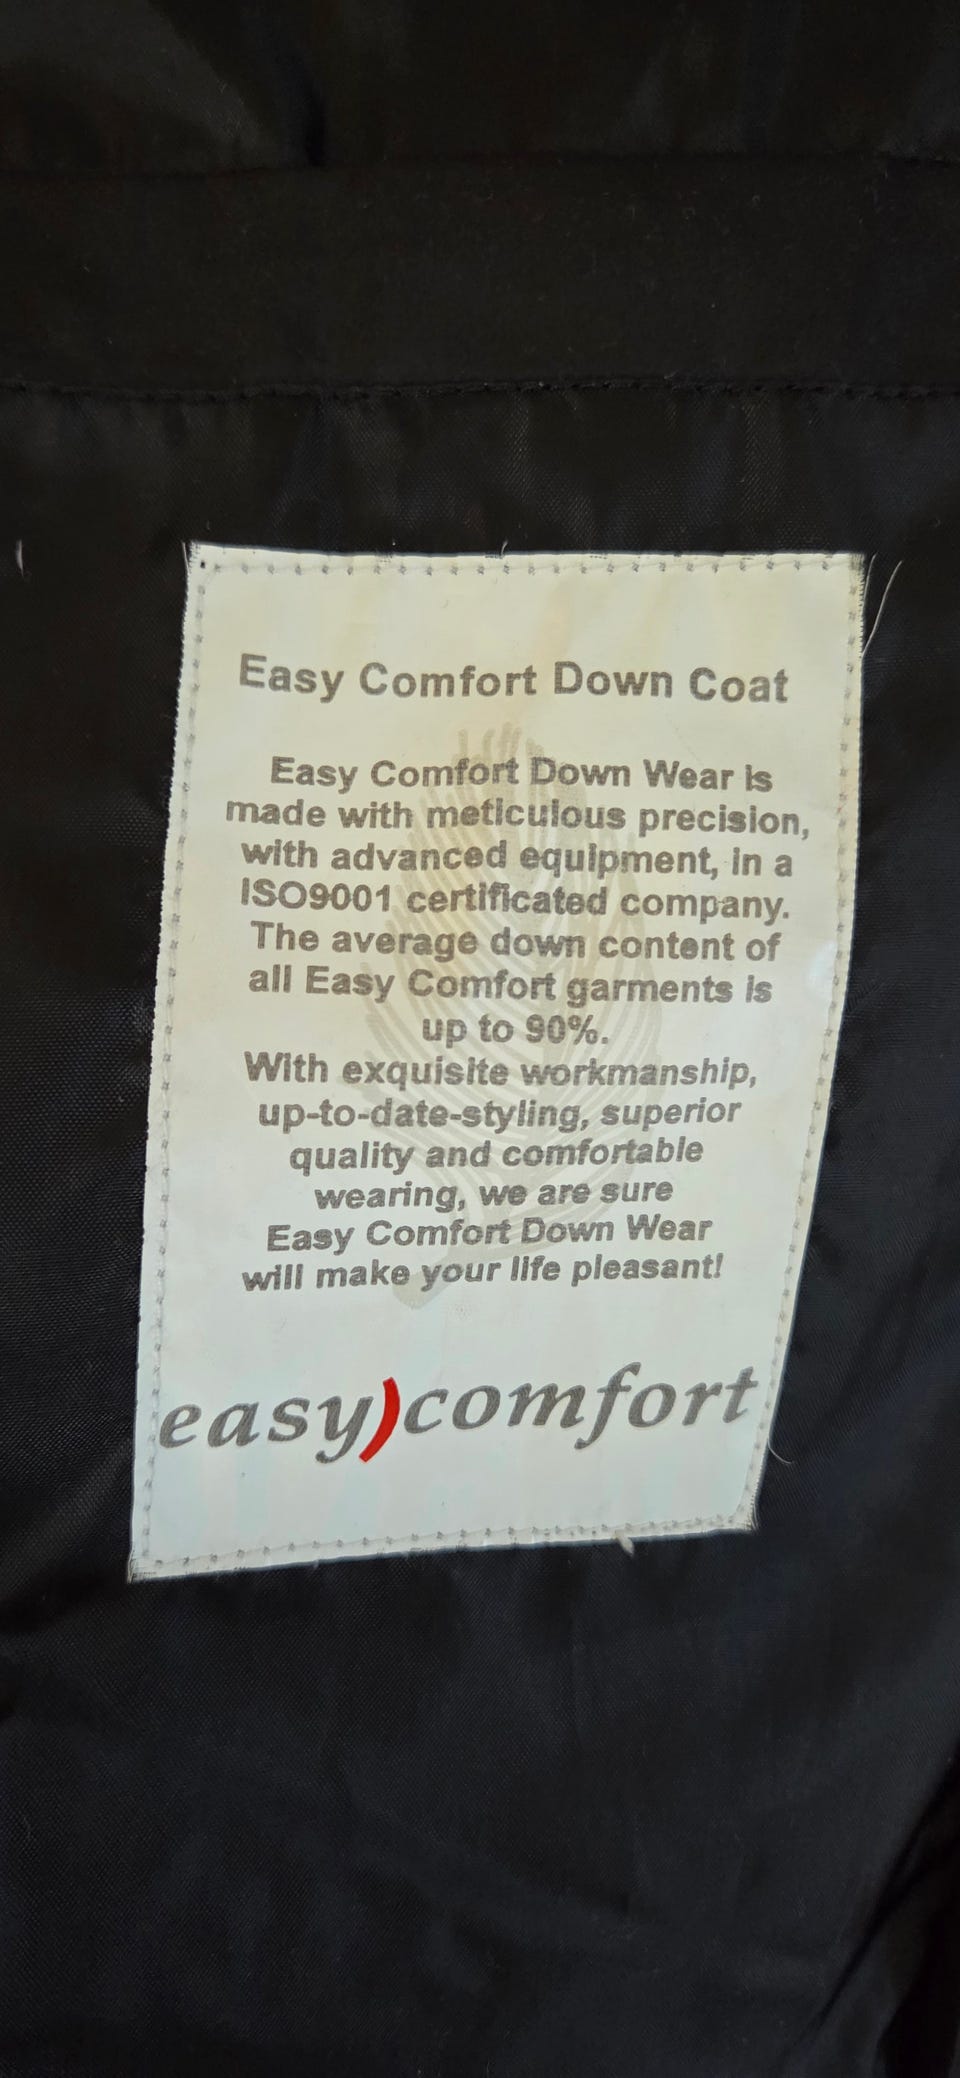 Easy Comfort Down Coat
Easy Comfort Down Wear is
made with meticulous precision,
with advanced equipment, in a
ISO9001 certificated company.
The average down content of
all Easy Comfort garments is
up to 90%.
With exquisite workmanship,
up-to-date-styling, superior
quality and comfortable
wearing, we are sure
Easy Comfort Down Wear
will make your life pleasant!
easy)comfort